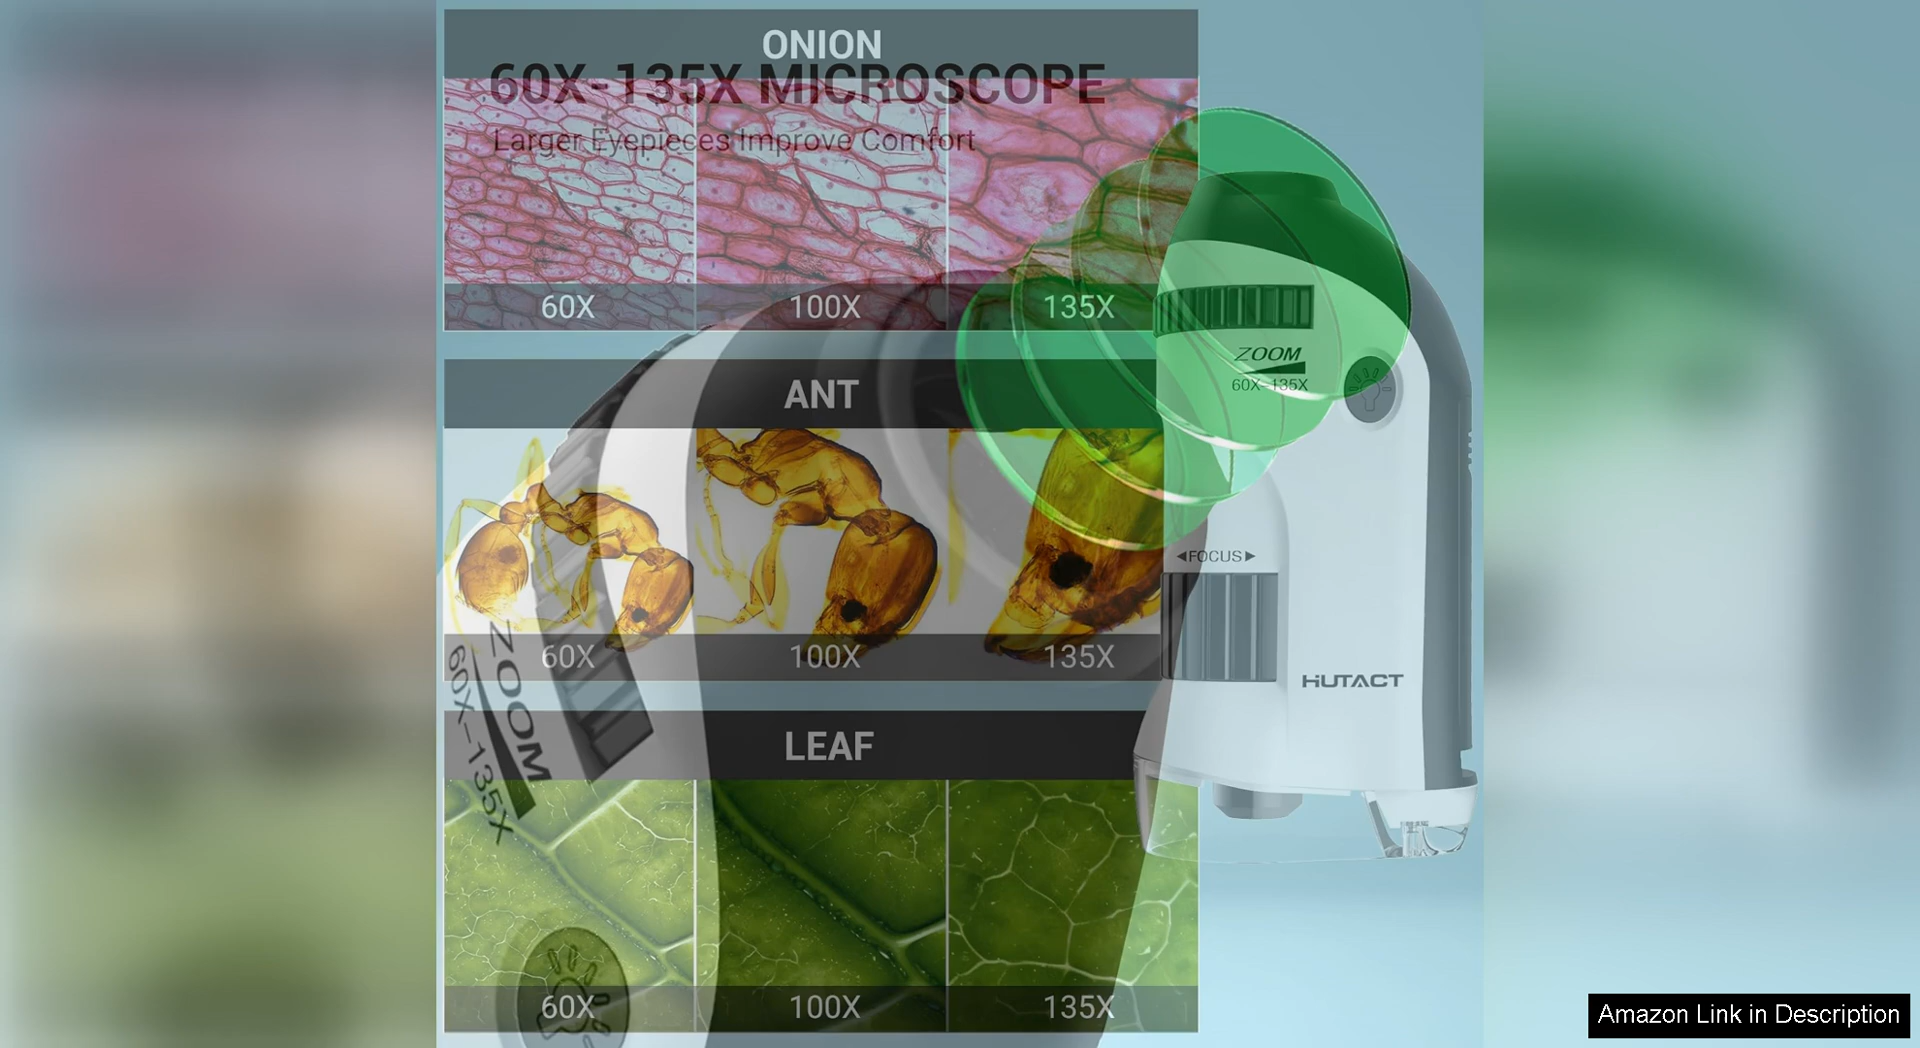 ONION
60X-135X MICROSCOPE
Larger Eyepieces Improve Comfort
60X
100X
135X
ZOOM
60X-135X
ANT
◀FOCUS▶
60X
100X
135X
HUTACT
ZOOM
60X-135X
LEAF
60X
100X
135X
Amazon Link in Description